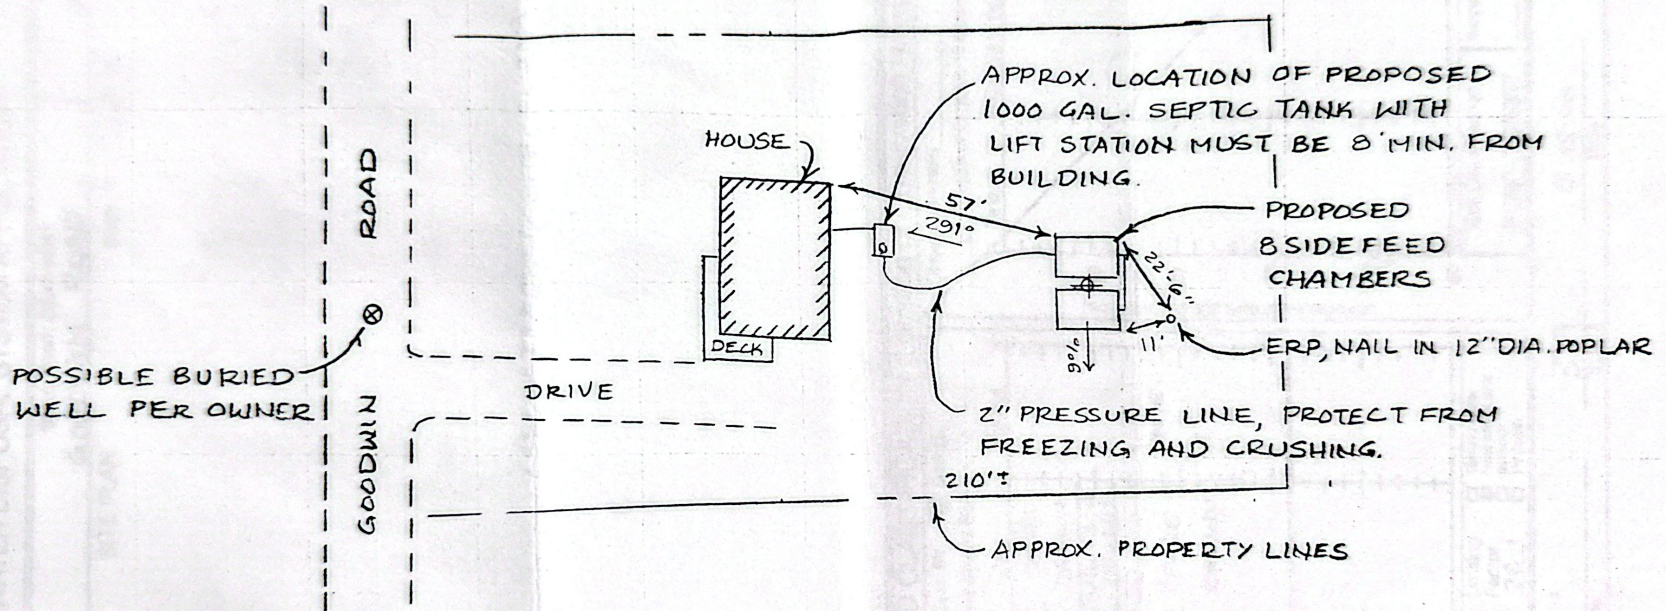 APPROX. LOCATION OF PROPOSED
1000 GAL. SEPTIC TANK WITH
LIFT STATION MUST BE 8' MIN. FROM
BUILDING.
HOUSE
57'
291°
PROPOSED
8 SIDEFEED
CHAMBERS
22'-6"
11'
9%
ERP, NAIL IN 12" DIA. POPLAR
DECK
DRIVE
GOODWIN ROAD
POSSIBLE BURIED
WELL PER OWNER
2" PRESSURE LINE, PROTECT FROM
FREEZING AND CRUSHING.
210'±
APPROX. PROPERTY LINES